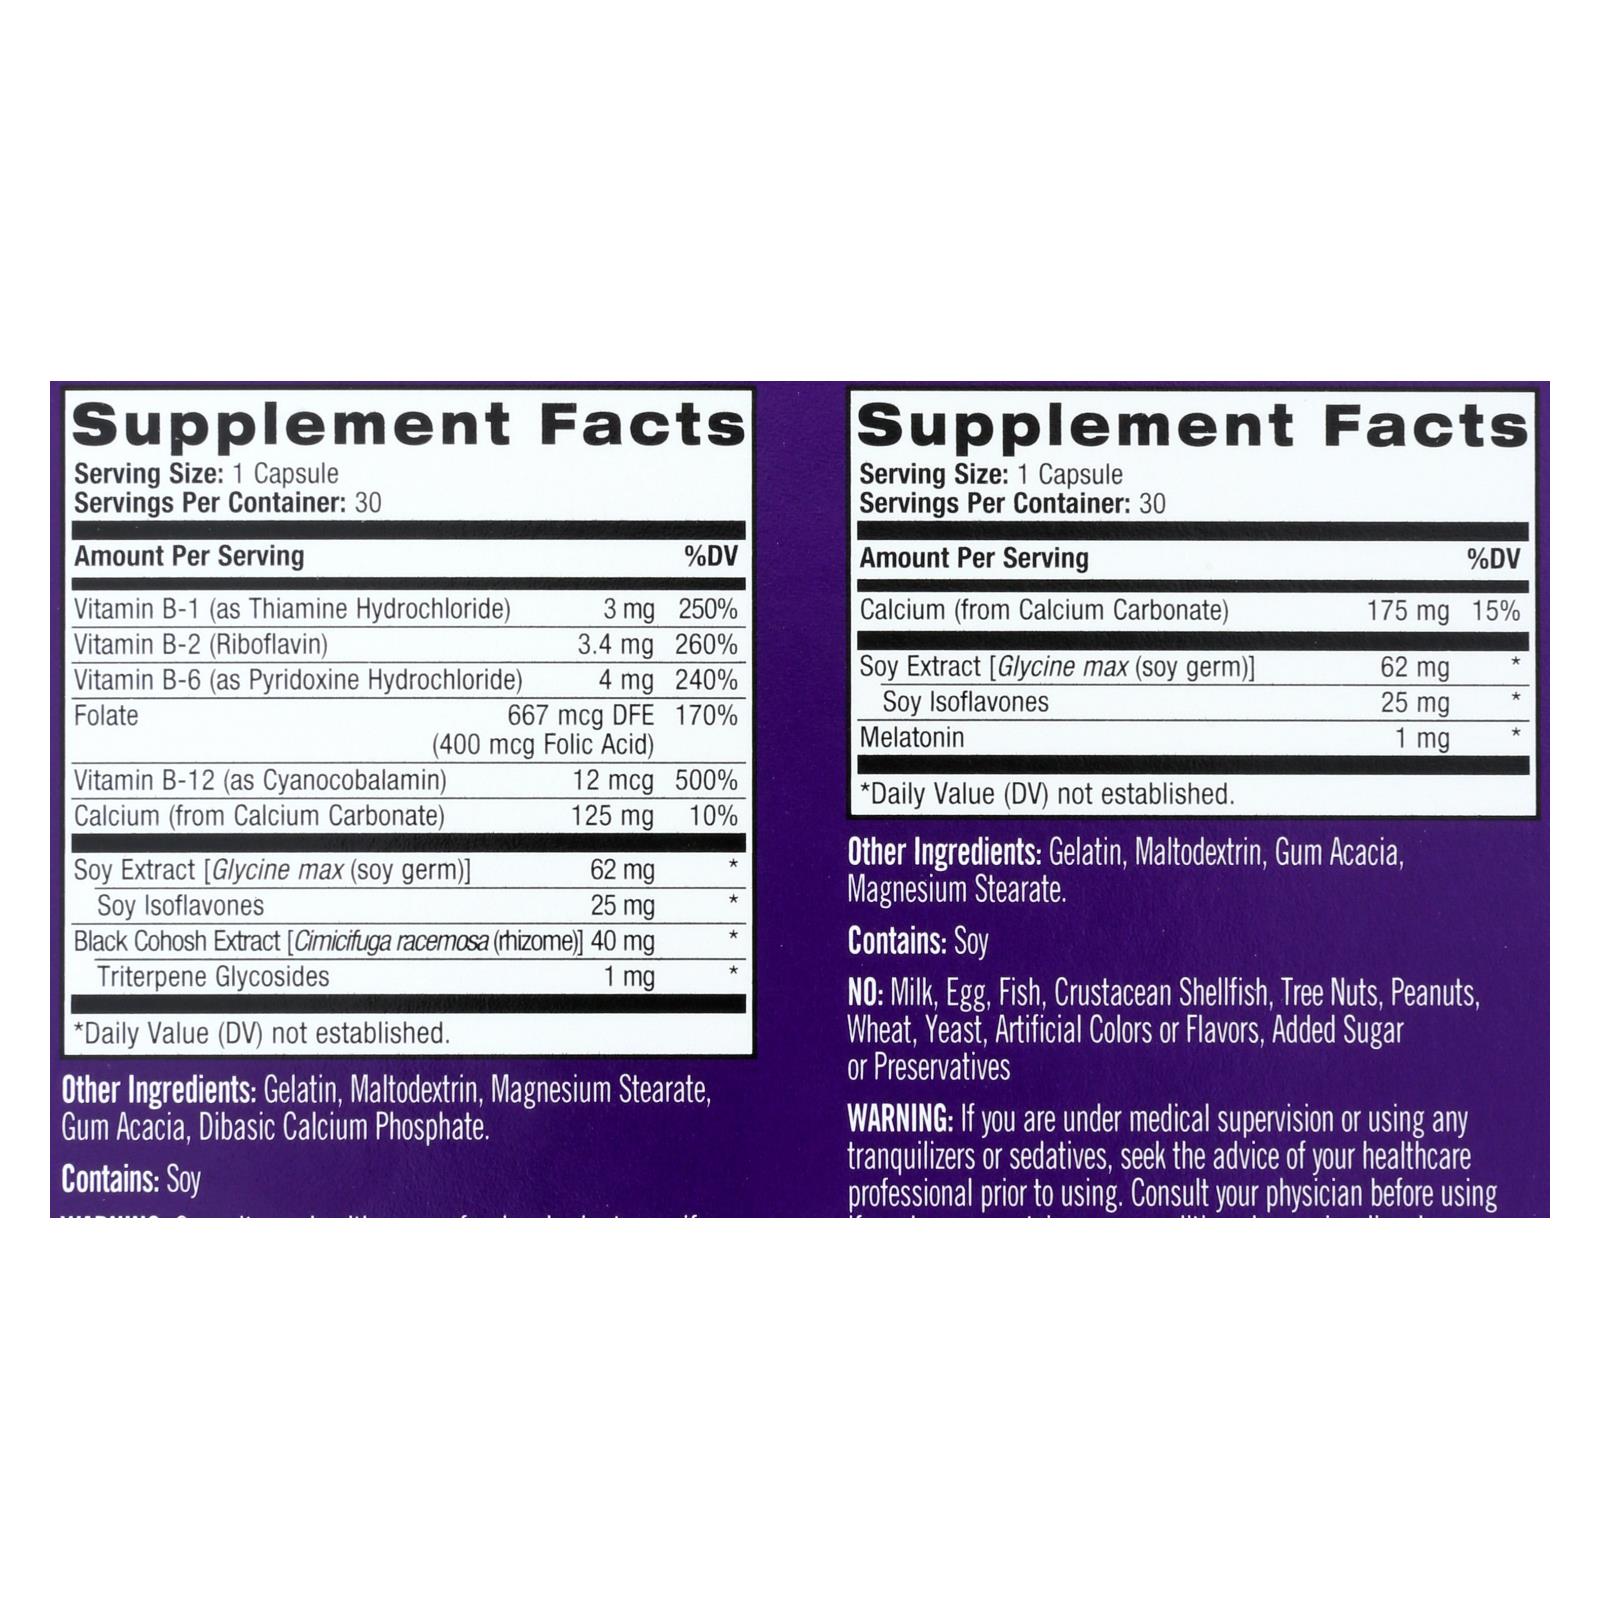 Supplement Facts
Serving Size: 1 Capsule
Servings Per Container: 30
Amount Per Serving %DV
Vitamin B-1 (as Thiamine Hydrochloride) 3 mg 250%
Vitamin B-2 (Riboflavin) 3.4 mg 260%
Vitamin B-6 (as Pyridoxine Hydrochloride) 4 mg 240%
Folate 667 mcg DFE 170%
(400 mcg Folic Acid)
Vitamin B-12 (as Cyanocobalamin) 12 mcg 500%
Calcium (from Calcium Carbonate) 125 mg 10%
Soy Extract [Glycine max (soy germ)] 62 mg *
Soy Isoflavones 25 mg *
Black Cohosh Extract [Cimicifuga racemosa (rhizome)] 40 mg *
Triterpene Glycosides 1 mg *
*Daily Value (DV) not established.
Other Ingredients: Gelatin, Maltodextrin, Magnesium Stearate,
Gum Acacia, Dibasic Calcium Phosphate.
Contains: Soy
Supplement Facts
Serving Size: 1 Capsule
Servings Per Container: 30
Amount Per Serving %DV
Calcium (from Calcium Carbonate) 175 mg 15%
Soy Extract [Glycine max (soy germ)] 62 mg *
Soy Isoflavones 25 mg *
Melatonin 1 mg *
*Daily Value (DV) not established.
Other Ingredients: Gelatin, Maltodextrin, Gum Acacia,
Magnesium Stearate.
Contains: Soy
NO: Milk, Egg, Fish, Crustacean Shellfish, Tree Nuts, Peanuts,
Wheat, Yeast, Artificial Colors or Flavors, Added Sugar
or Preservatives
WARNING: If you are under medical supervision or using any
tranquilizers or sedatives, seek the advice of your healthcare
professional prior to using. Consult your physician before using